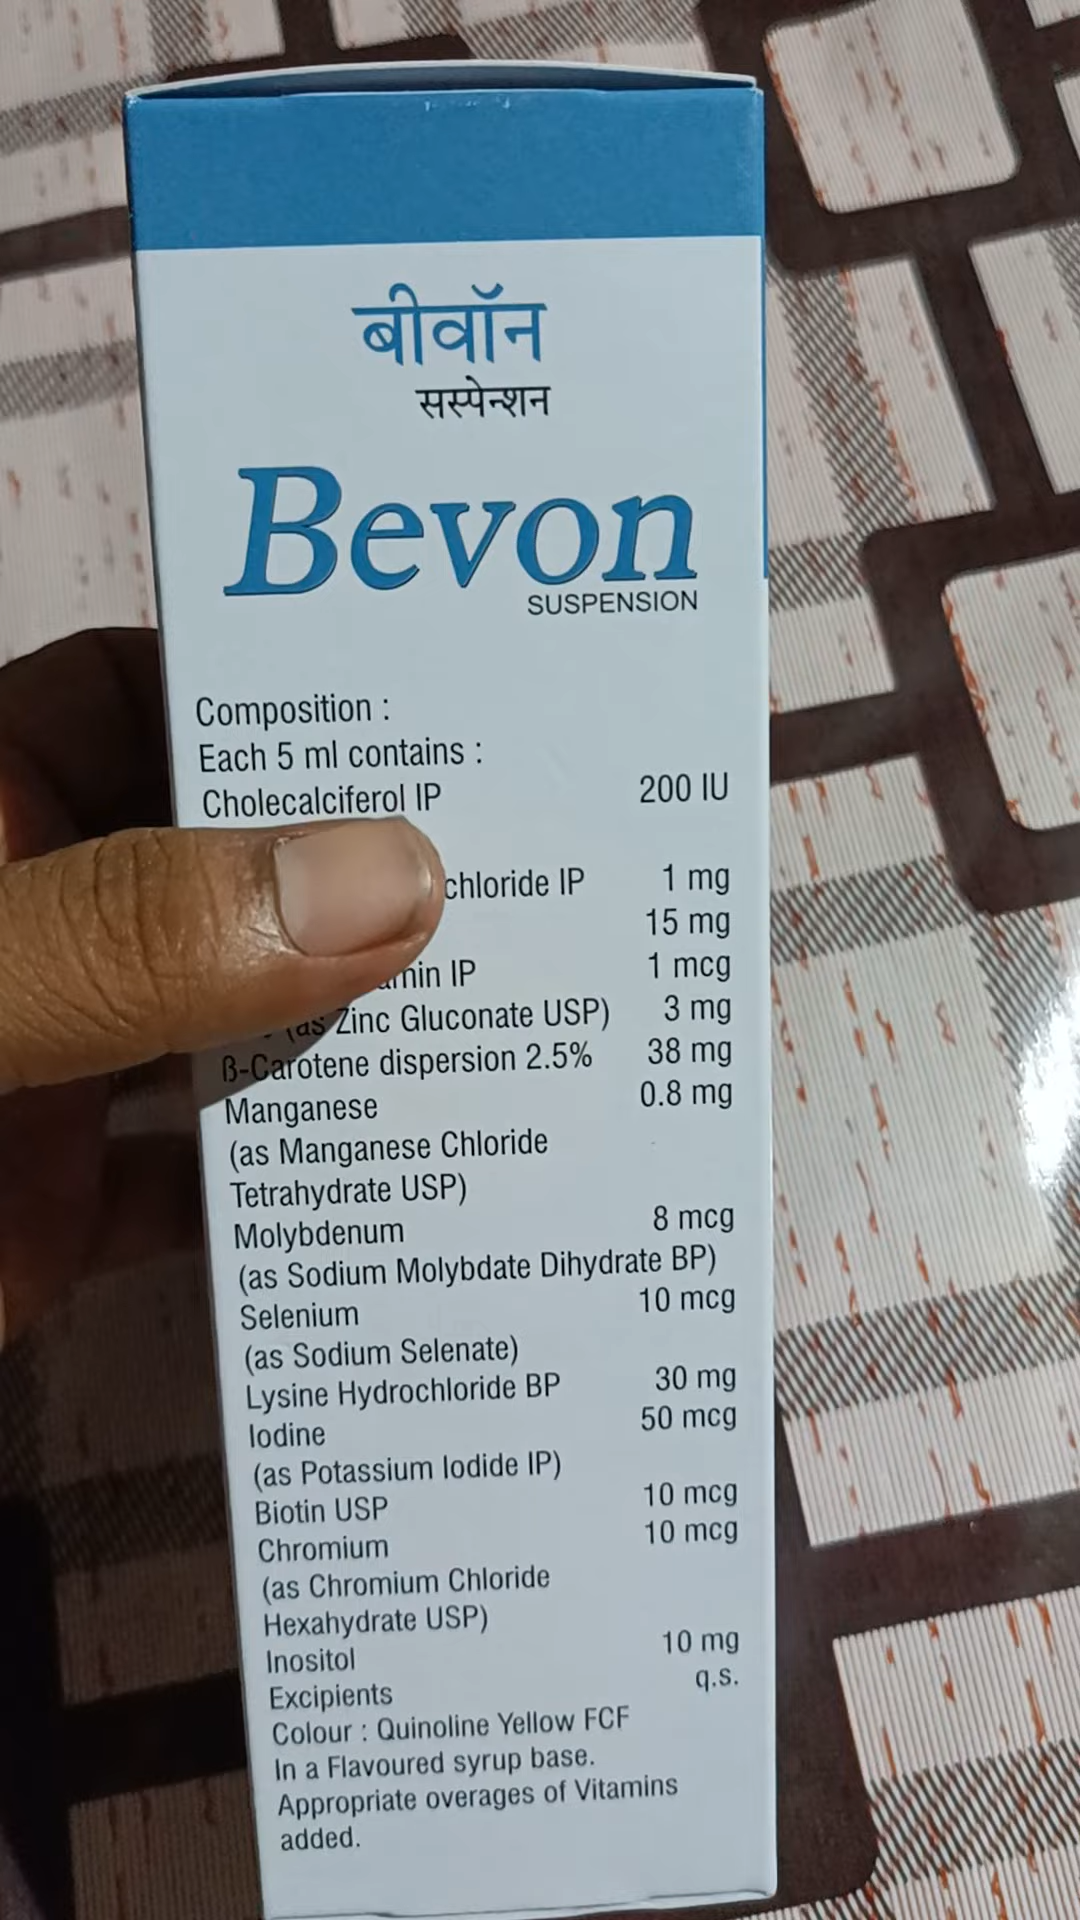 बीवॉन
सस्पेन्शन
Bevon
SUSPENSION
Composition :
Each 5 ml contains :
Cholecalciferol IP 200 IU
chloride IP 1 mg
15 mg
IP 1 mcg
(as Zinc Gluconate USP) 3 mg
ß-Carotene dispersion 2.5% 38 mg
Manganese 0.8 mg
(as Manganese Chloride
Tetrahydrate USP)
Molybdenum 8 mcg
(as Sodium Molybdate Dihydrate BP)
Selenium 10 mcg
(as Sodium Selenate)
Lysine Hydrochloride BP 30 mg
Iodine 50 mcg
(as Potassium Iodide IP)
Biotin USP 10 mcg
Chromium 10 mcg
(as Chromium Chloride
Hexahydrate USP)
Inositol 10 mg
Excipients q.s.
Colour : Quinoline Yellow FCF
In a Flavoured syrup base.
Appropriate overages of Vitamins
added.